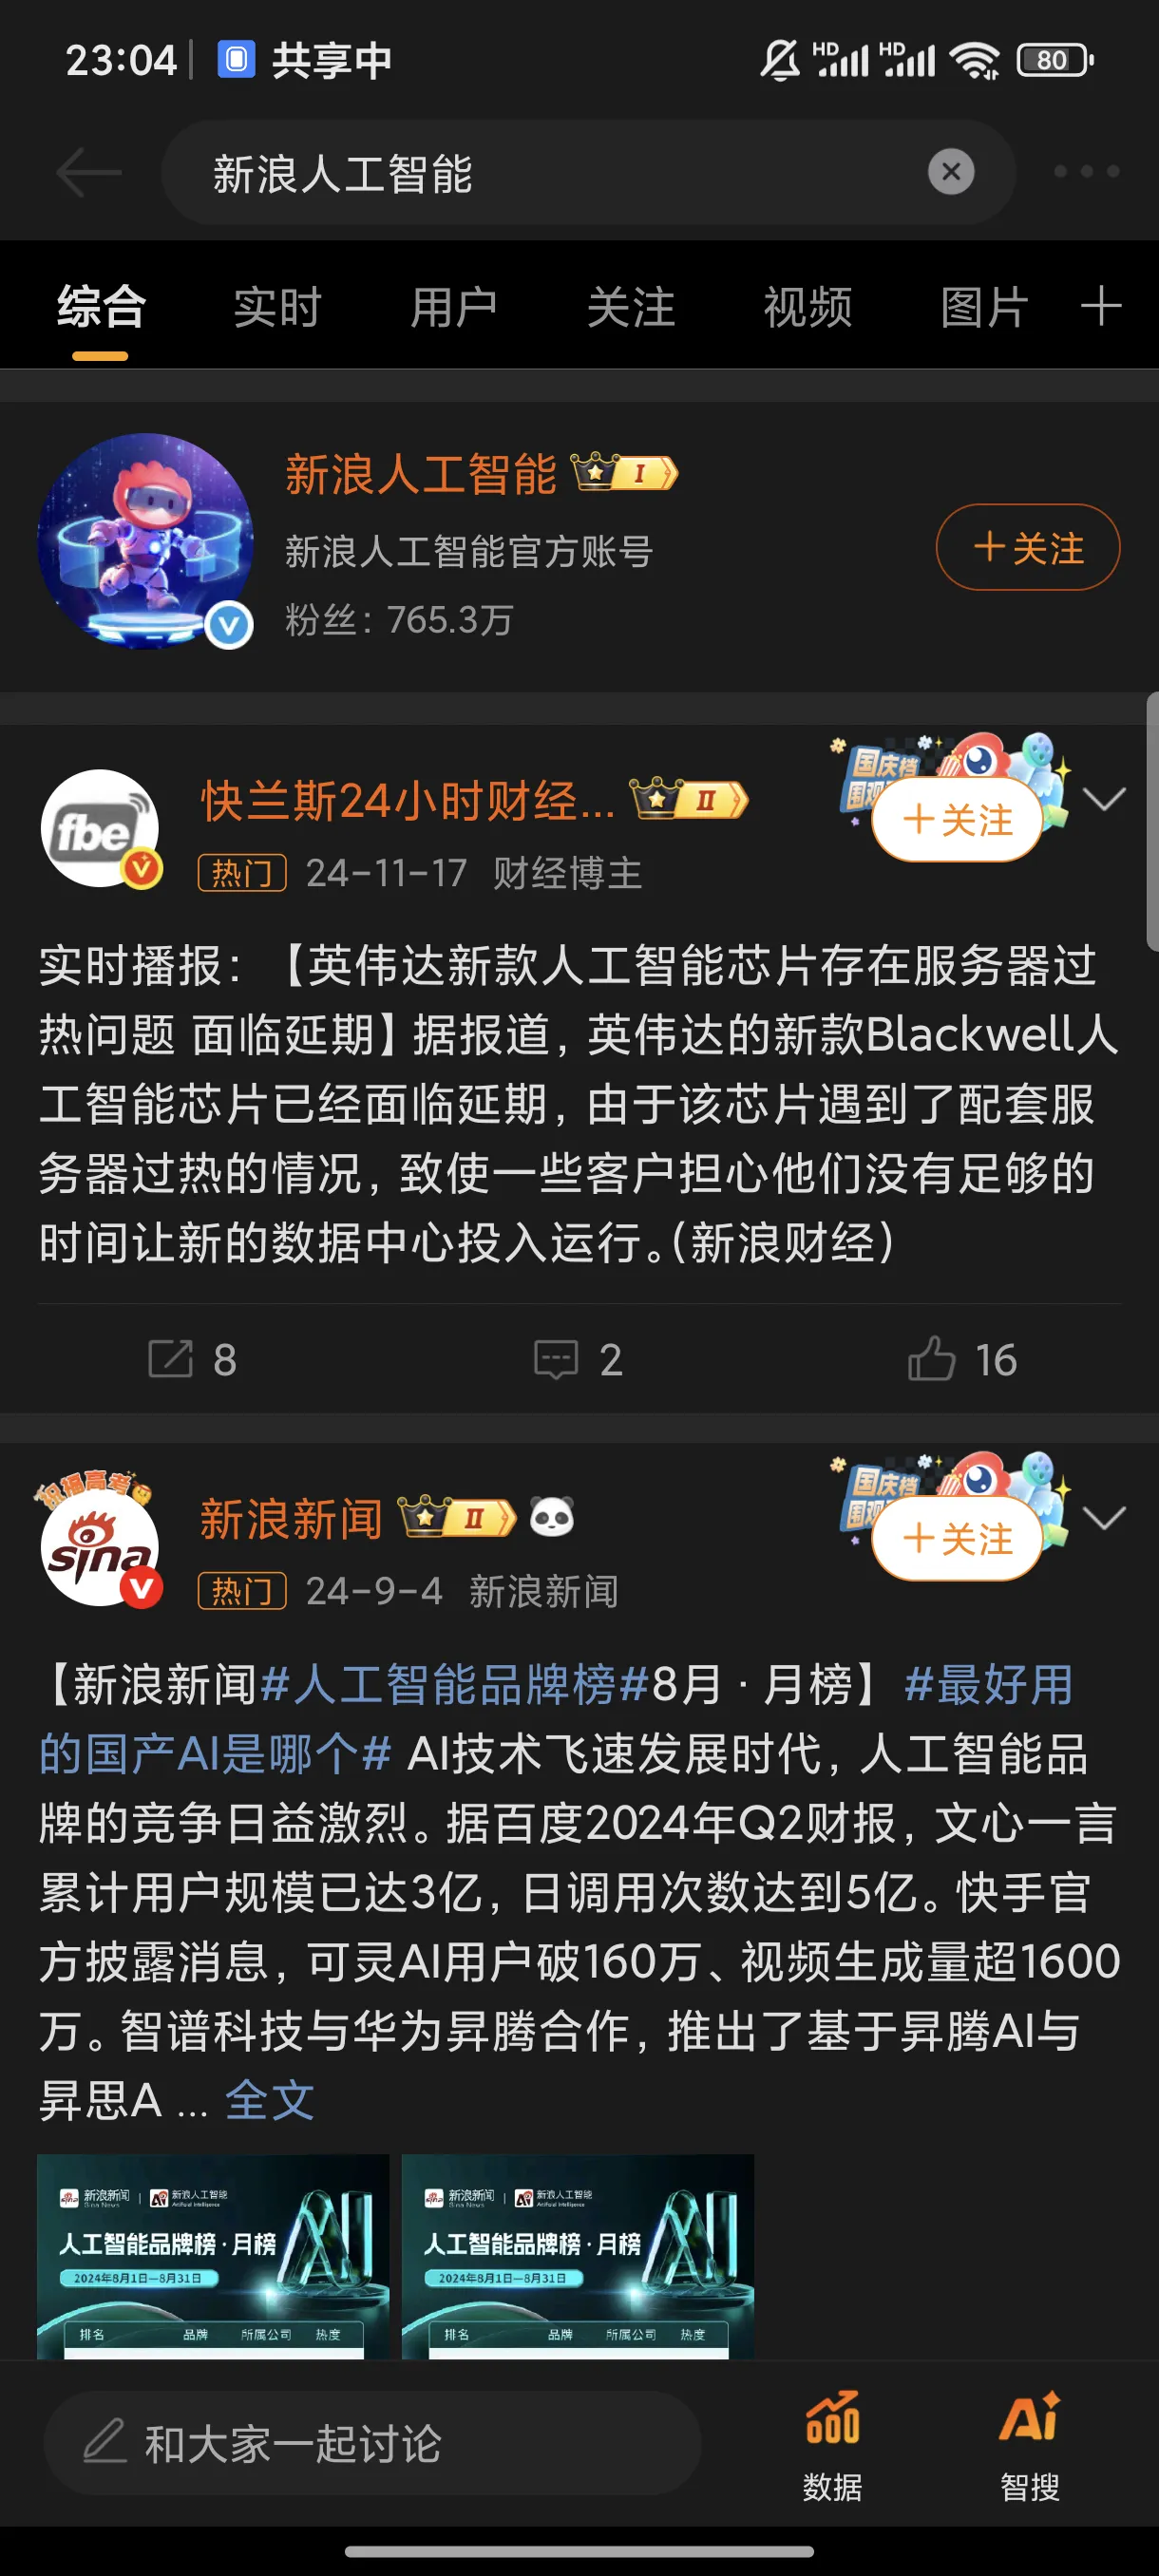 23:04
共享中
HD HD 80
新浪人工智能
综合 实时 用户 关注 视频 图片
新浪人工智能 I
新浪人工智能官方账号
粉丝: 765.3万
+关注
快兰斯24小时财经... II
热门 24-11-17 财经博主
国庆档
+关注
fbe
实时播报：【英伟达新款人工智能芯片存在服务器过
热问题 面临延期】据报道，英伟达的新款Blackwell人
工智能芯片已经面临延期，由于该芯片遇到了配套服
务器过热的情况，致使一些客户担心他们没有足够的
时间让新的数据中心投入运行。(新浪财经)
8 2 16
祝福高考
sina
新浪新闻 II
热门 24-9-4 新浪新闻
国庆档
+关注
【新浪新闻#人工智能品牌榜#8月·月榜】#最好用
的国产AI是哪个# AI技术飞速发展时代，人工智能品
牌的竞争日益激烈。据百度2024年Q2财报，文心一言
累计用户规模已达3亿，日调用次数达到5亿。快手官
方披露消息，可灵AI用户破160万、视频生成量超1600
万。智谱科技与华为昇腾合作，推出了基于昇腾AI与
昇思A ... 全文
新浪新闻 | 新浪人工智能
人工智能品牌榜·月榜
2024年8月1日—8月31日
排名 品牌 所属公司 热度
新浪新闻 | 新浪人工智能
人工智能品牌榜·月榜
2024年8月1日—8月31日
排名 品牌 所属公司 热度
和大家一起讨论
数据
Ai
智搜